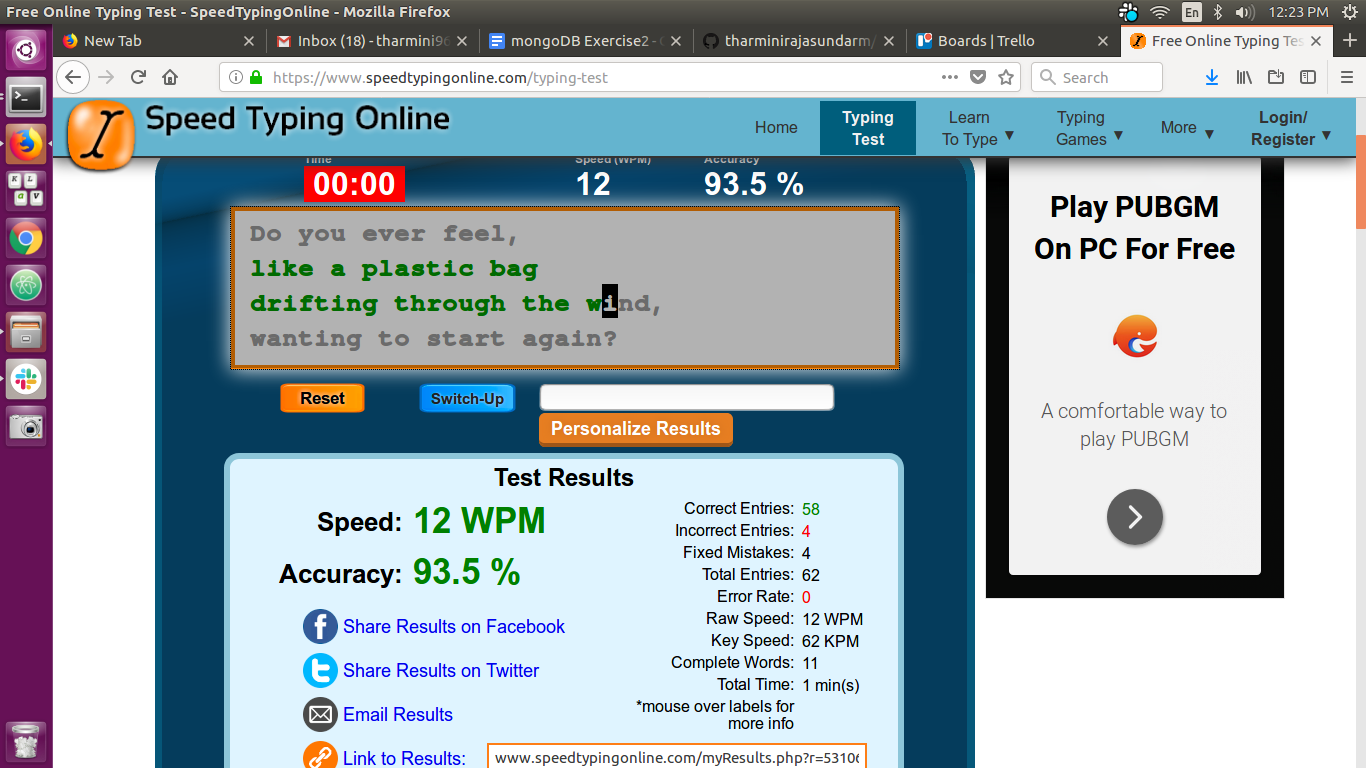 Free Online Typing Test - SpeedTypingOnline - Mozilla Firefox
En
12:23 PM
New Tab
Inbox (18) - tharmini96
mongoDB Exercise2 -
tharminirajasundarm/
Boards | Trello
Free Online Typing Tes
https://www.speedtypingonline.com/typing-test
Search
Speed Typing Online
Home
Typing
Test
Learn
To Type ▼
Typing
Games ▼
More ▼
Login/
Register ▼
Time
Speed (WPM)
Accuracy
00:00
12
93.5 %
Do you ever feel,
like a plastic bag
drifting through the wind,
wanting to start again?
Reset
Switch-Up
Personalize Results
Test Results
Speed: 12 WPM
Accuracy: 93.5 %
Share Results on Facebook
Share Results on Twitter
Email Results
Link to Results:
www.speedtypingonline.com/myResults.php?r=53106
Correct Entries: 58
Incorrect Entries: 4
Fixed Mistakes: 4
Total Entries: 62
Error Rate: 0
Raw Speed: 12 WPM
Key Speed: 62 KPM
Complete Words: 11
Total Time: 1 min(s)
*mouse over labels for
more info
Play PUBGM
On PC For Free
A comfortable way to
play PUBGM